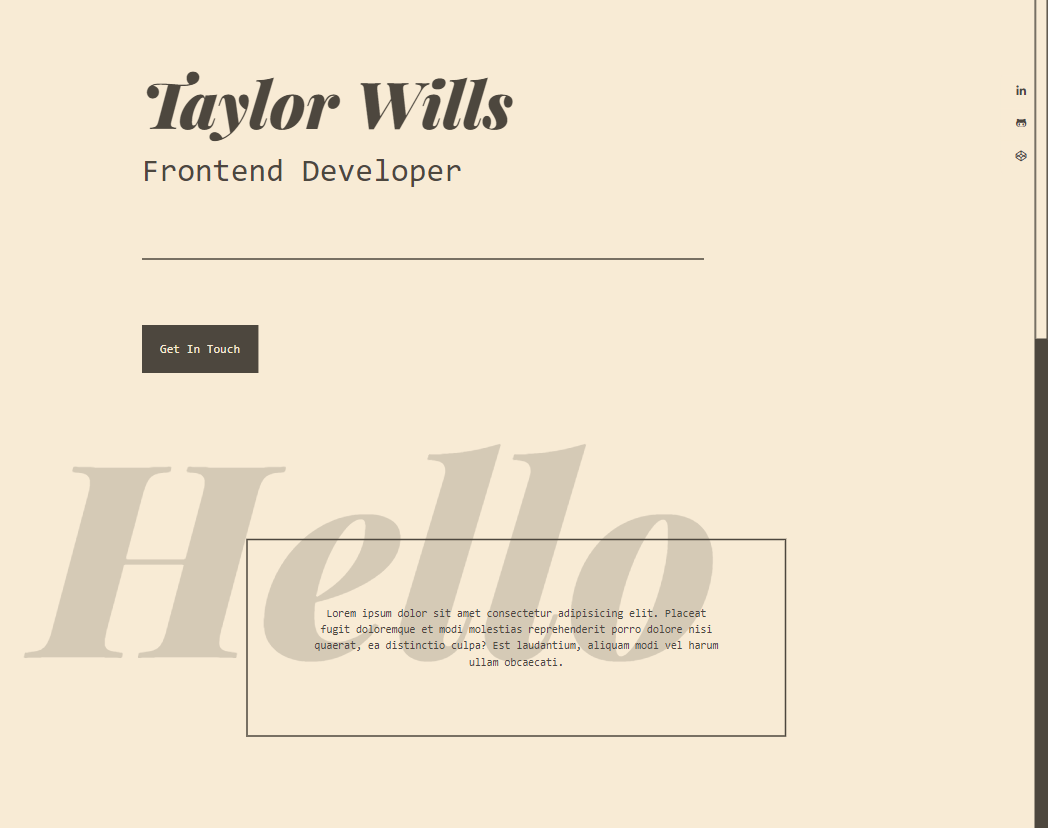 Taylor Wills
Frontend Developer
in
Get In Touch
Hello
Lorem ipsum dolor sit amet consectetur adipisicing elit. Placeat
fugit doloremque et modi molestias reprehenderit porro dolore nisi
quaerat, ea distinctio culpa? Est laudantium, aliquam modi vel harum
ullam obcaecati.